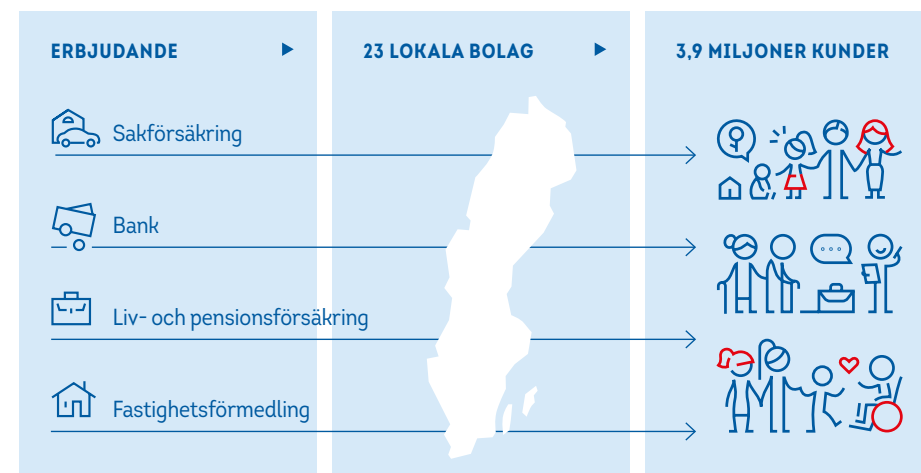 ERBJUDANDE
23 LOKALA BOLAG
3,9 MILJONER KUNDER
Sakförsäkring
Bank
Liv- och pensionsförsäkring
Fastighetsförmedling